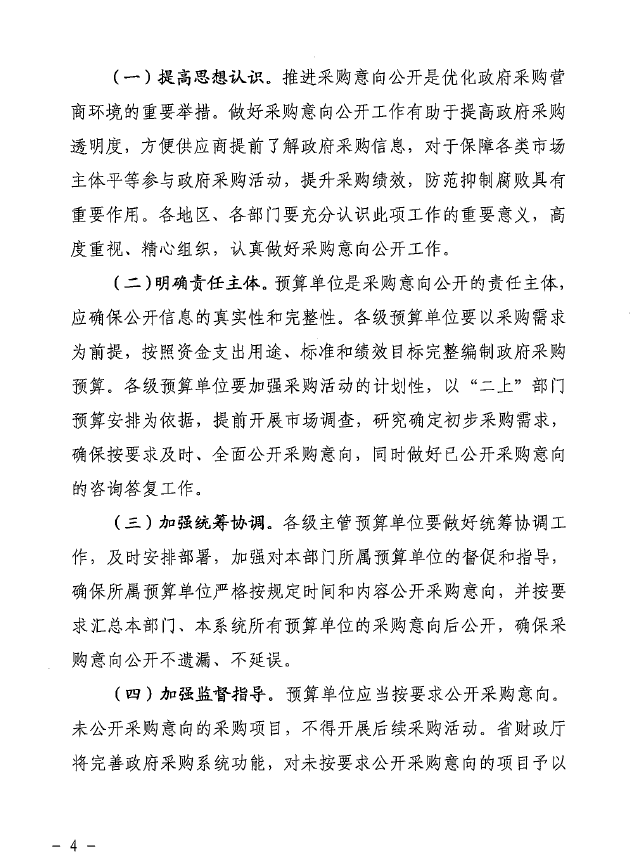 （一）提高思想认识。推进采购意向公开是优化政府采购营
商环境的重要举措。做好采购意向公开工作有助于提高政府采购
透明度，方便供应商提前了解政府采购信息，对于保障各类市场
主体平等参与政府采购活动，提升采购绩效，防范抑制腐败具有
重要作用。各地区、各部门要充分认识此项工作的重要意义，高
度重视、精心组织，认真做好采购意向公开工作。
（二）明确责任主体。预算单位是采购意向公开的责任主体，
应确保公开信息的真实性和完整性。各级预算单位要以采购需求
为前提，按照资金支出用途、标准和绩效目标完整编制政府采购
预算。各级预算单位要加强采购活动的计划性，以“二上”部门
预算安排为依据，提前开展市场调查，研究确定初步采购需求，
确保按要求及时、全面公开采购意向，同时做好已公开采购意向
的咨询答复工作。
（三）加强统筹协调。各级主管预算单位要做好统筹协调工
作，及时安排部署，加强对本部门所属预算单位的督促和指导，
确保所属预算单位严格按规定时间和内容公开采购意向，并按要
求汇总本部门、本系统所有预算单位的采购意向后公开，确保采
购意向公开不遗漏、不延误。
（四）加强监督指导。预算单位应当按要求公开采购意向。
未公开采购意向的采购项目，不得开展后续采购活动。省财政厅
将完善政府采购系统功能，对未按要求公开采购意向的项目予以
- 4 -